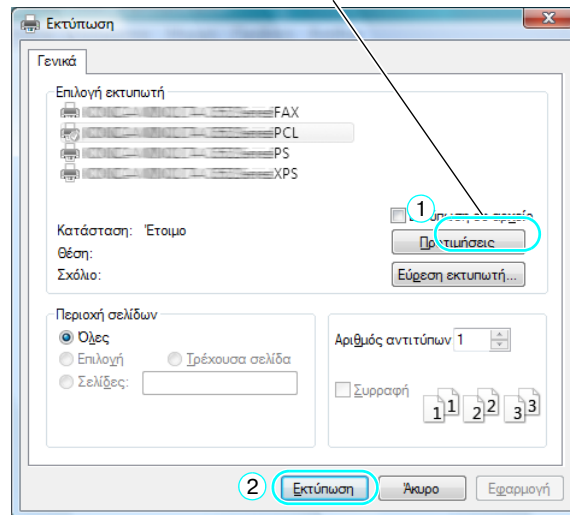 Εκτύπωση
Γενικά
Επιλογή εκτυπωτή
FAX
PCL
PS
XPS
1
Κατάσταση: Έτοιμο
Προτιμήσεις
Θέση:
Σχόλιο:
Εύρεση εκτυπωτή...
Περιοχή σελίδων
Όλες
Επιλογή Τρέχουσα σελίδα
Σελίδες:
Αριθμός αντιτύπων 1
Συρραφή
1 1 2 2 3 3
2 Εκτύπωση Άκυρο Εφαρμογή